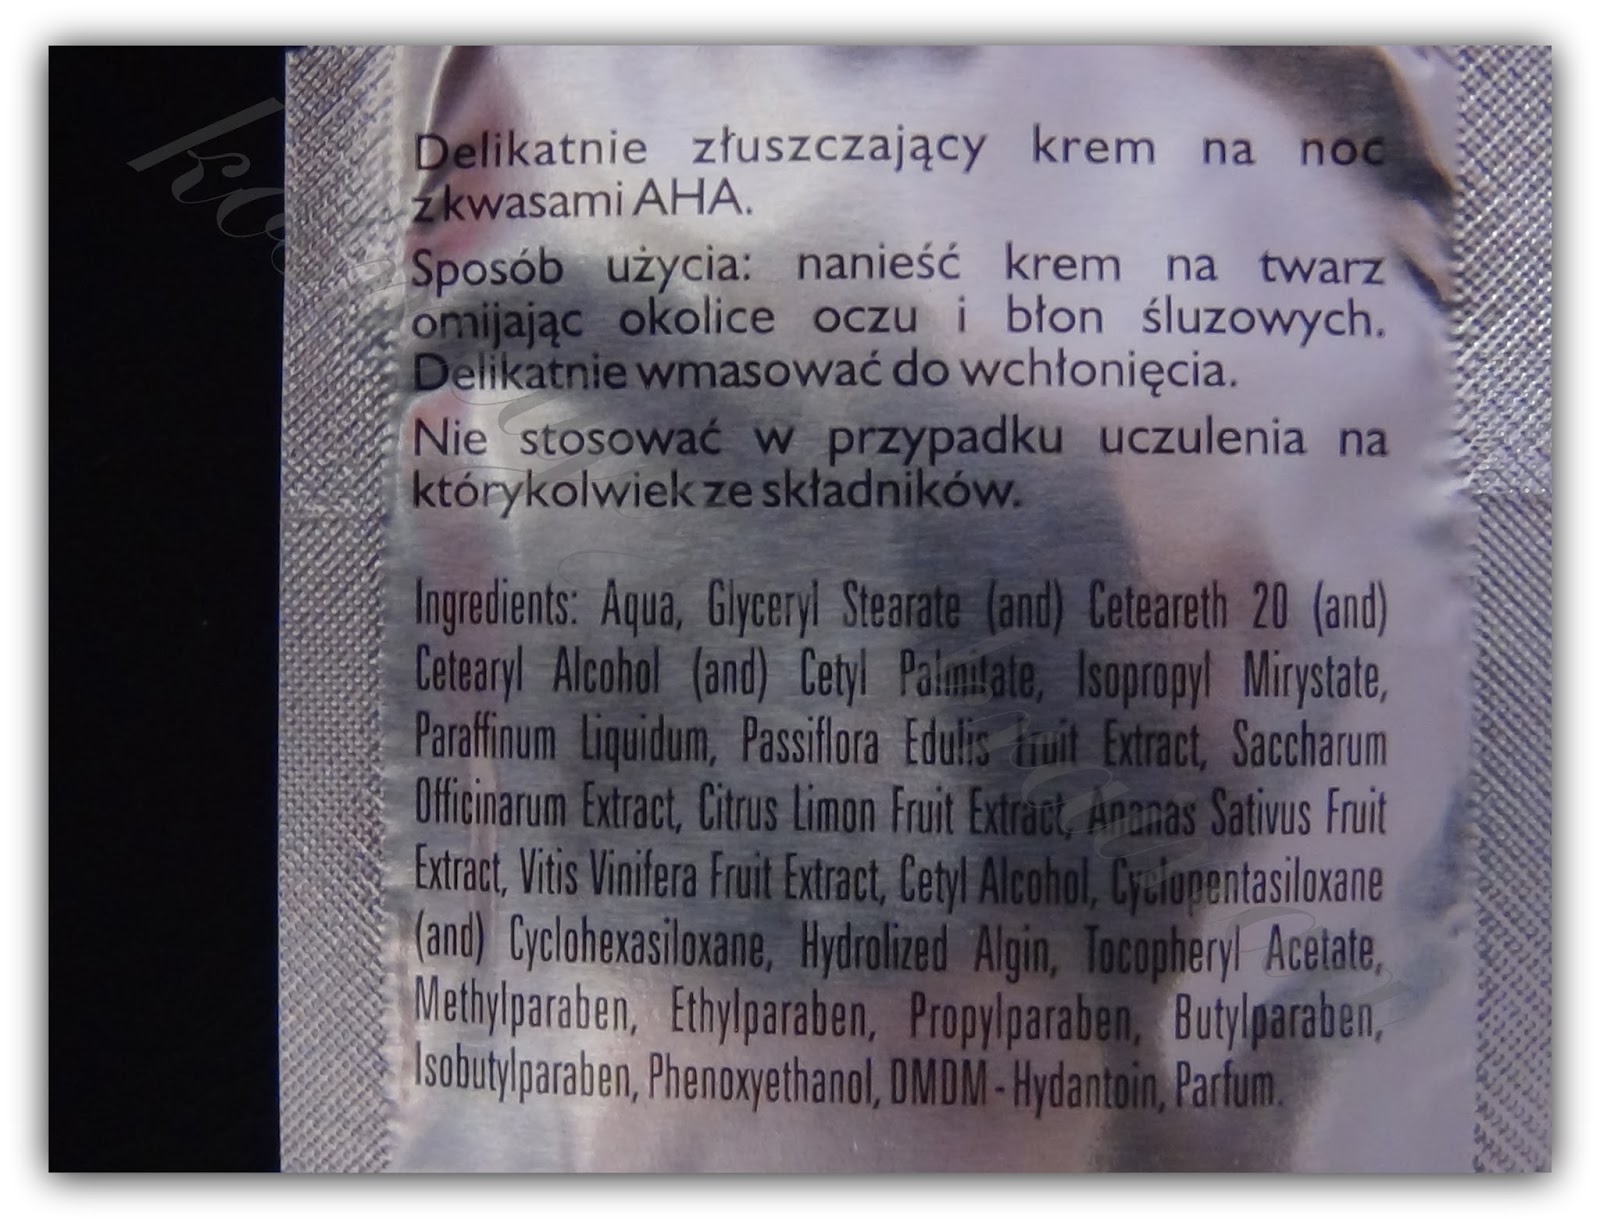 Delikatnie złuszczający krem na noc
z kwasami AHA.
Sposób użycia: nanieść krem na twarz
omijając okolice oczu i błon śluzowych.
Delikatnie wmasować do wchłonięcia.
Nie stosować w przypadku uczulenia na
którykolwiek ze składników.
Ingredients: Aqua, Glyceryl Stearate (and) Ceteareth 20 (and)
Cetearyl Alcohol (and) Cetyl Palmitate, Isopropyl Mirystate,
Paraffinum Liquidum, Passiflora Edulis Fruit Extract, Saccharum
Officinarum Extract, Citrus Limon Fruit Extract, Ananas Sativus Fruit
Extract, Vitis Vinifera Fruit Extract, Cetyl Alcohol, Cyclopentasiloxane
(and) Cyclohexasiloxane, Hydrolized Algin, Tocopheryl Acetate,
Methylparaben, Ethylparaben, Propylparaben, Butylparaben,
Isobutylparaben, Phenoxyethanol, DMDM - Hydantoin, Parfum.